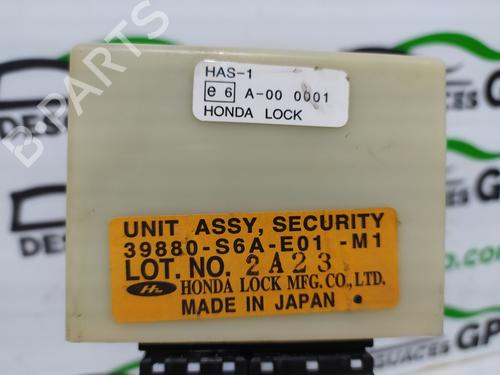 HAS-1
e 6 A-00 0001
HONDA LOCK
B PARTS
UNIT ASSY, SECURITY
39880-S6A-E01 -M1
LOT. NO. 2A23
HONDA LOCK MFG. CO., LTD.
MADE IN JAPAN